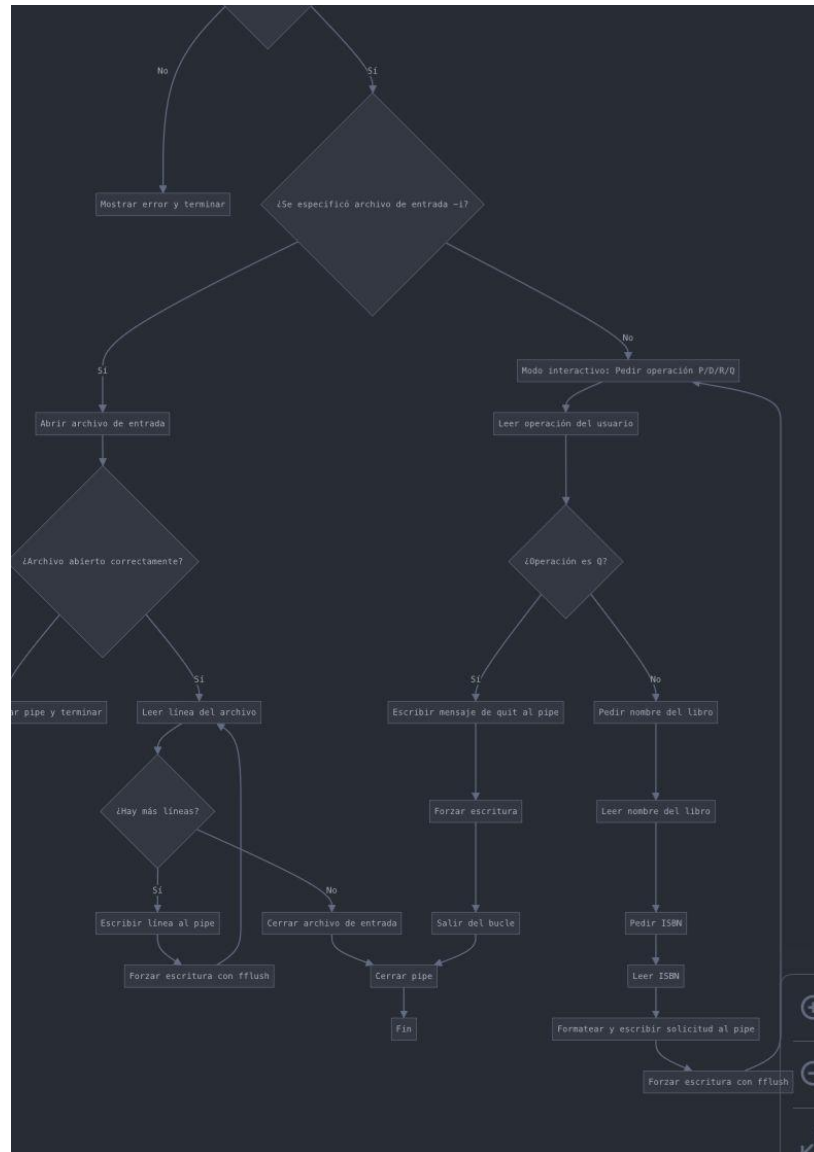 No
Sí
Mostrar error y terminar
¿Se especificó archivo de entrada -i?
No
Sí
Modo interactivo: Pedir operación P/D/R/Q
Abrir archivo de entrada
Leer operación del usuario
¿Archivo abierto correctamente?
¿Operación es Q?
Sí
Sí
No
pipe y terminar
Leer línea del archivo
Escribir mensaje de quit al pipe
Pedir nombre del libro
¿Hay más líneas?
Forzar escritura
Leer nombre del libro
Sí
No
Escribir línea al pipe
Cerrar archivo de entrada
Salir del bucle
Pedir ISBN
Forzar escritura con fflush
Cerrar pipe
Leer ISBN
Fin
Formatear y escribir solicitud al pipe
Forzar escritura con fflush